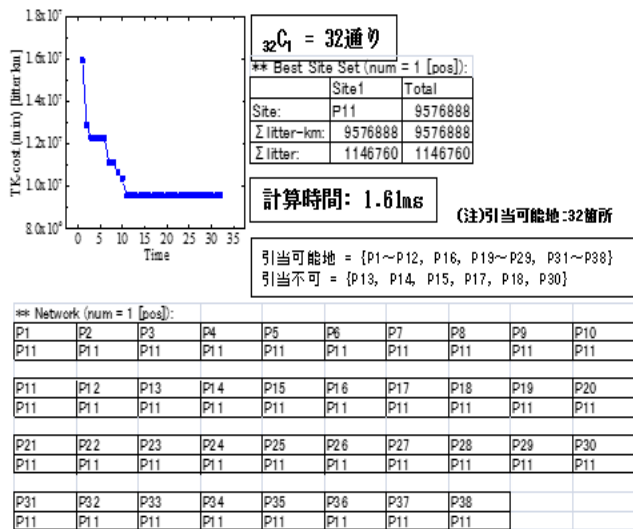 1.8x10⁷
1.6x10⁷
1.4x10⁷
1.2x10⁷
1.0x10⁷
8.0x10⁶
TK-cost (min) [litter·km]
0 5 10 15 20 25 30 35
Time
₃₂C₁ = 32通り
** Best Site Set (num = 1 [pos]):
Site1 Total
Site: P11 9576888
Σlitter-km: 9576888 9576888
Σlitter: 1146760 1146760
計算時間: 1.61ms
(注)引当可能地:32箇所
引当可能地 = {P1～P12, P16, P19～P29, P31～P38}
引当不可 = {P13, P14, P15, P17, P18, P30}
** Network (num = 1 [pos]):
P1 P2 P3 P4 P5 P6 P7 P8 P9 P10
P11 P11 P11 P11 P11 P11 P11 P11 P11 P11
P11 P12 P13 P14 P15 P16 P17 P18 P19 P20
P11 P11 P11 P11 P11 P11 P11 P11 P11 P11
P21 P22 P23 P24 P25 P26 P27 P28 P29 P30
P11 P11 P11 P11 P11 P11 P11 P11 P11 P11
P31 P32 P33 P34 P35 P36 P37 P38
P11 P11 P11 P11 P11 P11 P11 P11